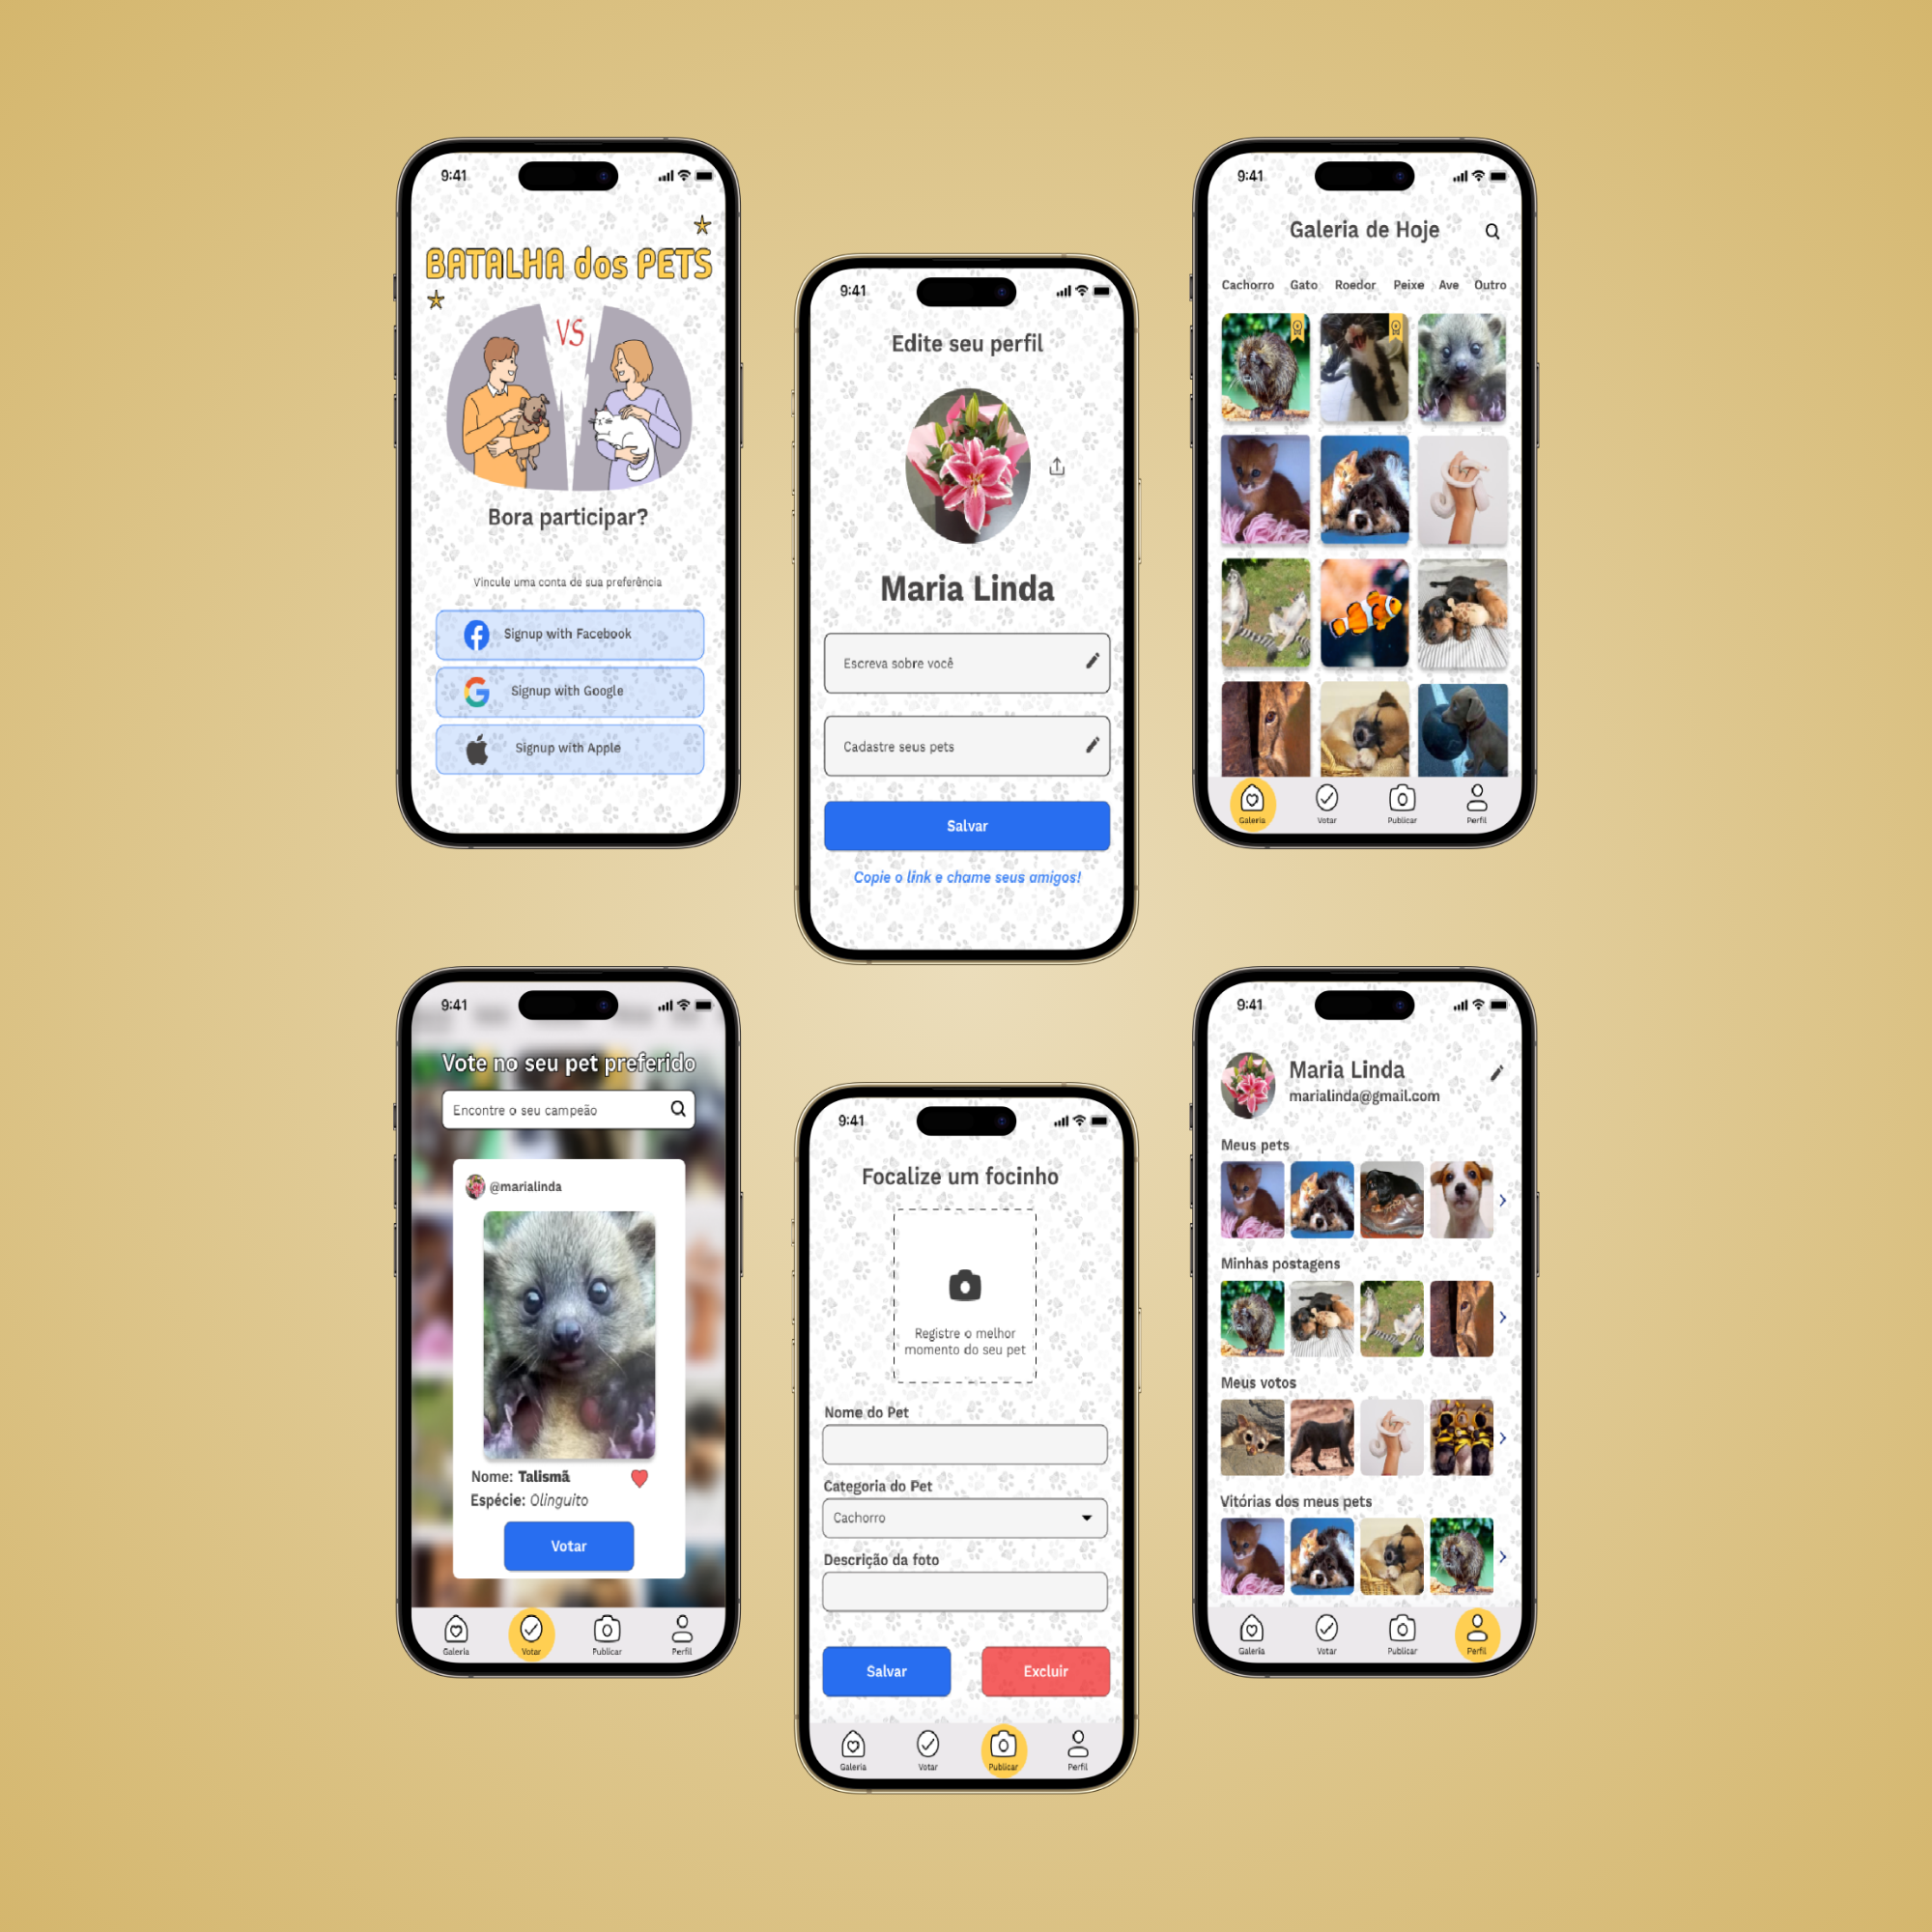 9:41
BATALHA dos PETS
VS
Bora participar?
Vincule uma conta de sua preferência
Signup with Facebook
Signup with Google
Signup with Apple
9:41
Edite seu perfil
Maria Linda
Escreva sobre você
Cadastre seus pets
Salvar
Copie o link e chame seus amigos!
9:41
Galeria de Hoje
Cachorro Gato Roedor Peixe Ave Outro
Galeria Votar Publicar Perfil
9:41
Vote no seu pet preferido
Encontre o seu campeão
@marialinda
Nome: Talismã
Espécie: Olinguito
Votar
Galeria Votar Publicar Perfil
9:41
Focalize um focinho
Registre o melhor
momento do seu pet
Nome do Pet
Categoria do Pet
Cachorro
Descrição da foto
Salvar Excluir
Galeria Votar Publicar Perfil
9:41
Maria Linda
marialinda@gmail.com
Meus pets
Minhas postagens
Meus votos
Vitórias dos meus pets
Galeria Votar Publicar Perfil